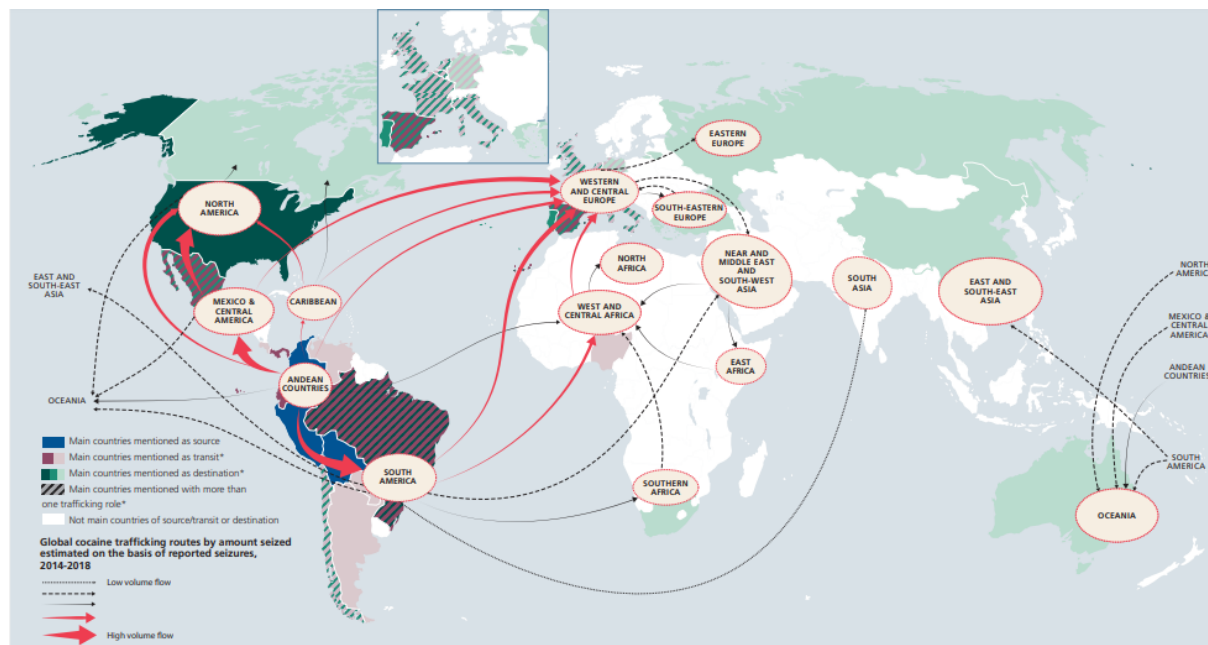 EASTERN
EUROPE
WESTERN
AND CENTRAL
EUROPE
NORTH
AMERICA
SOUTH-EASTERN
EUROPE
NORTH
AFRICA
NEAR AND
MIDDLE EAST
AND
SOUTH-WEST
ASIA
SOUTH
ASIA
EAST AND
SOUTH-EAST
ASIA
NORTH
AMERICA
EAST AND
SOUTH-EAST
ASIA
MEXICO &
CENTRAL
AMERICA
CARIBBEAN
WEST AND
CENTRAL AFRICA
MEXICO &
CENTRAL
AMERICA
EAST
AFRICA
ANDEAN
COUNTRIES
ANDEAN
COUNTRIES
OCEANIA
SOUTH
AMERICA
SOUTH
AMERICA
SOUTHERN
AFRICA
OCEANIA
Main countries mentioned as source
Main countries mentioned as transit*
Main countries mentioned as destination*
Main countries mentioned with more than
one trafficking role*
Not main countries of source/transit or destination
Global cocaine trafficking routes by amount seized
estimated on the basis of reported seizures,
2014-2018
Low volume flow
High volume flow